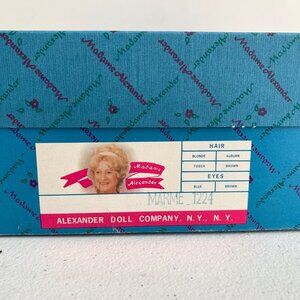 Madame Alexander
Madame
Alexander
HAIR
BLONDE AUBURN
TOSCA BROWN
EYES
BLUE BROWN
MARME 1224
ALEXANDER DOLL COMPANY, N.Y., N.Y.